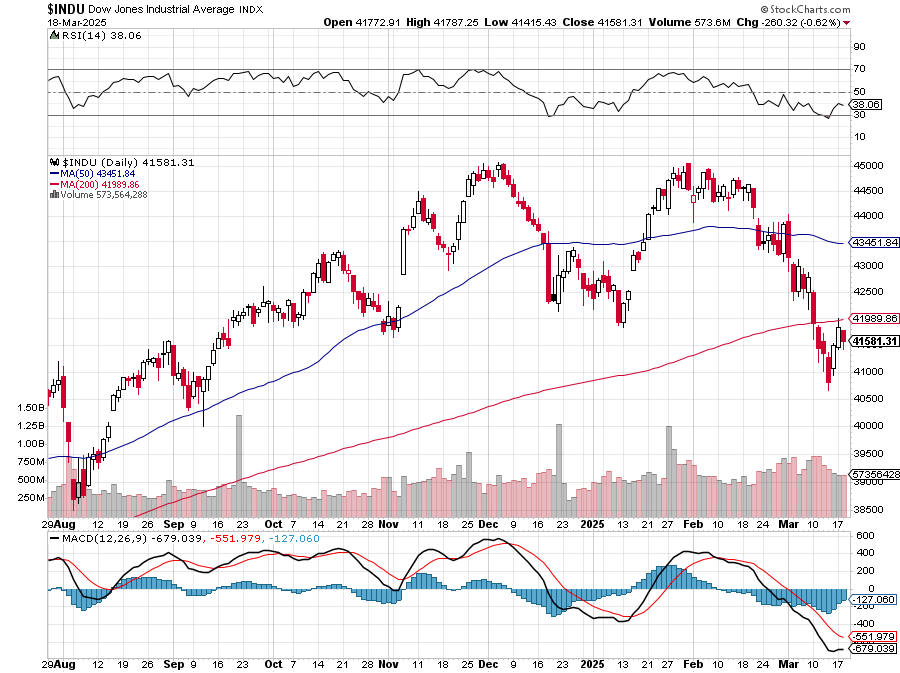 $INDU Dow Jones Industrial Average INDX
© StockCharts.com
18-Mar-2025
Open 41772.91 High 41787.25 Low 41415.43 Close 41581.31 Volume 573.6M Chg -260.32 (-0.62%)
RSI(14) 38.06
90
70
50
38.06
30
10
$INDU (Daily) 41581.31
MA(50) 43451.84
MA(200) 41989.86
Volume 573,564,288
45000
44500
44000
43451.84
43000
42500
41989.86
41581.31
41000
40500
40000
39500
39000
38500
57356428
1.50B
1.25B
1.00B
750M
500M
250M
29 Aug 12 19 26 Sep 9 16 23 Oct 7 14 21 28 Nov 11 18 25 Dec 9 16 23 2025 13 21 27 Feb 10 18 24 Mar 10 17
MACD(12,26,9) -679.039, -551.979, -127.060
600
400
200
0
-127.060
-200
-400
-551.979
-679.039
29 Aug 12 19 26 Sep 9 16 23 Oct 7 14 21 28 Nov 11 18 25 Dec 9 16 23 2025 13 21 27 Feb 10 18 24 Mar 10 17